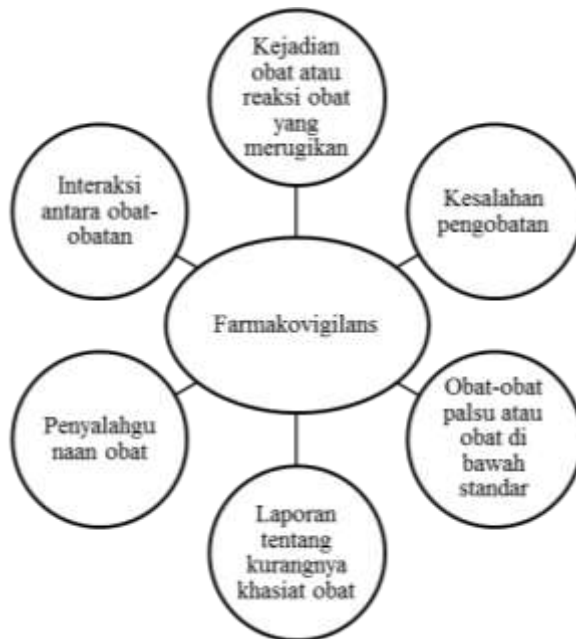 Kejadian
obat atau
reaksi obat
yang
merugikan
Interaksi
antara obat-
obatan
Kesalahan
pengobatan
Farmakovigilans
Penyalahgu
naan obat
Obat-obat
palsu atau
obat di
bawah
standar
Laporan
tentang
kurangnya
khasiat obat